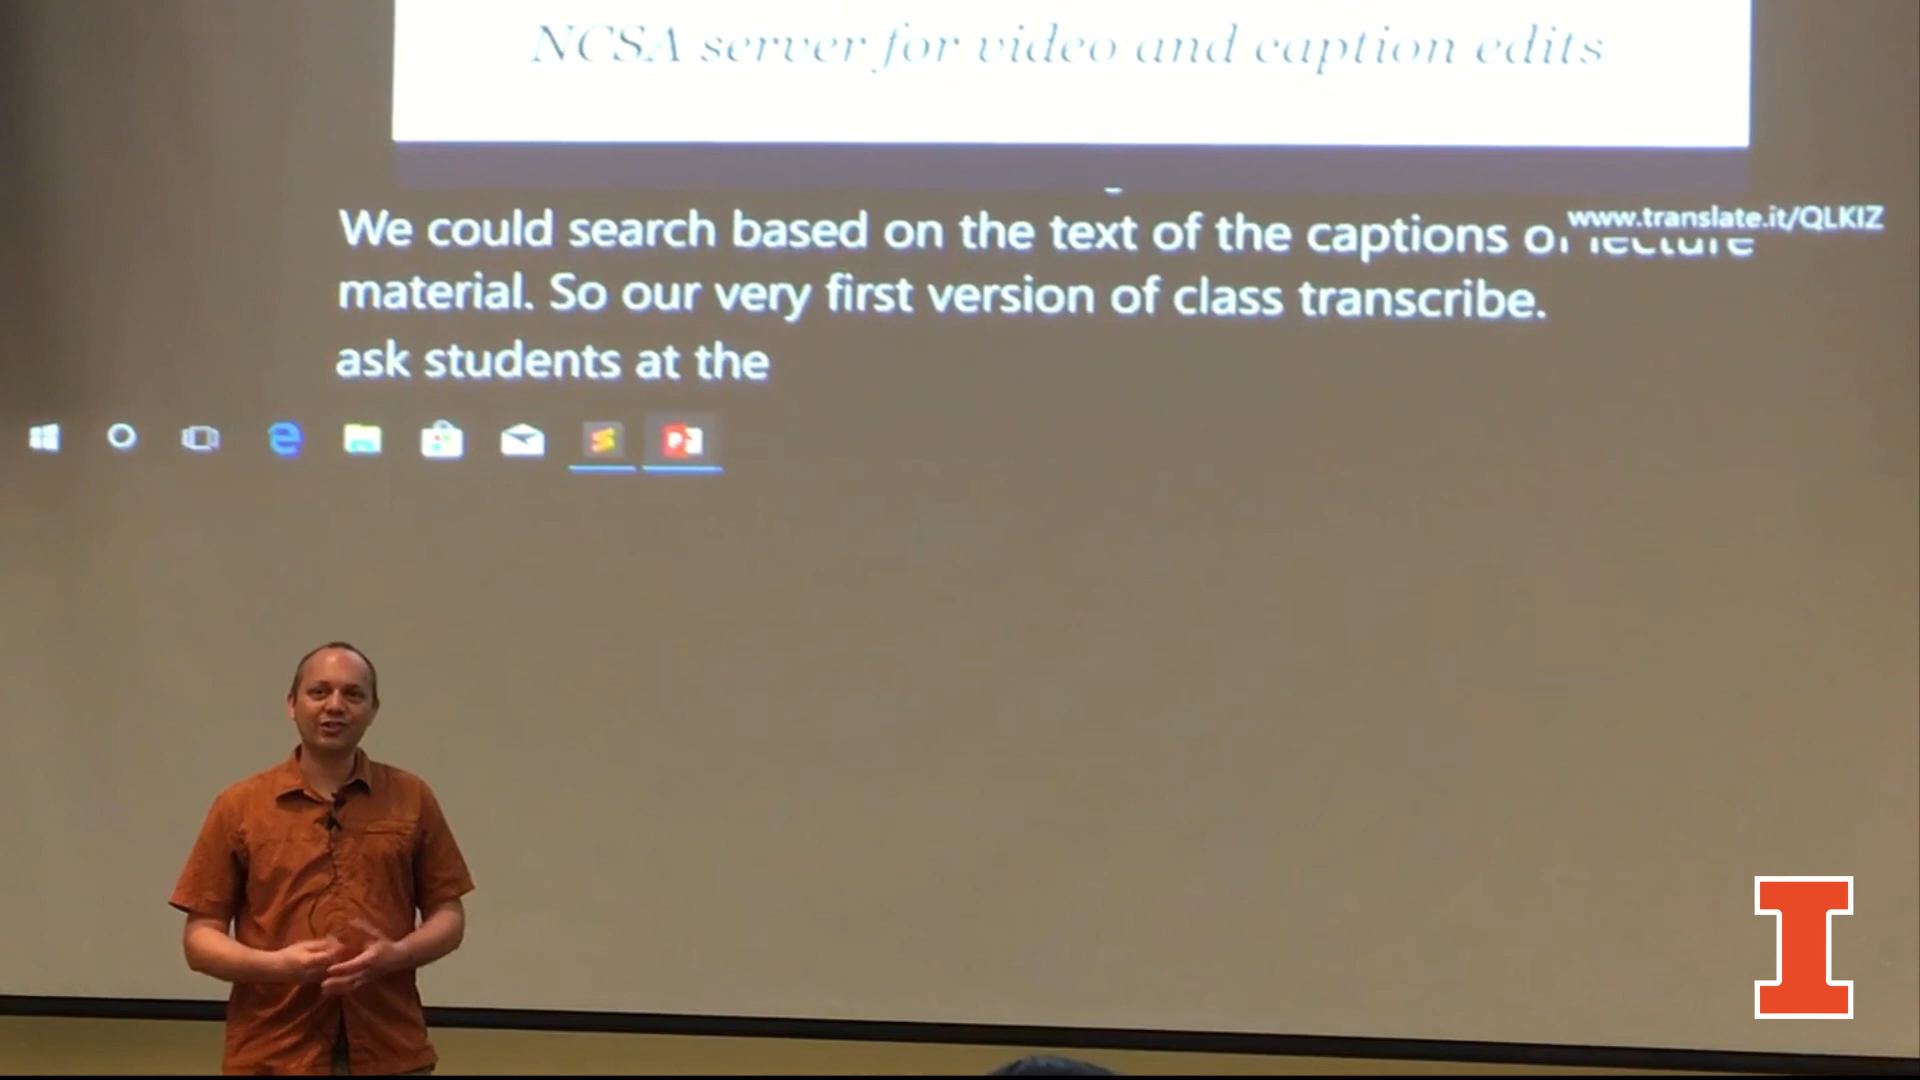 NCSA server for video and caption edits
www.translate.it/QLKIZ
We could search based on the text of the captions or lecture
material. So our very first version of class transcribe.
ask students at the
I